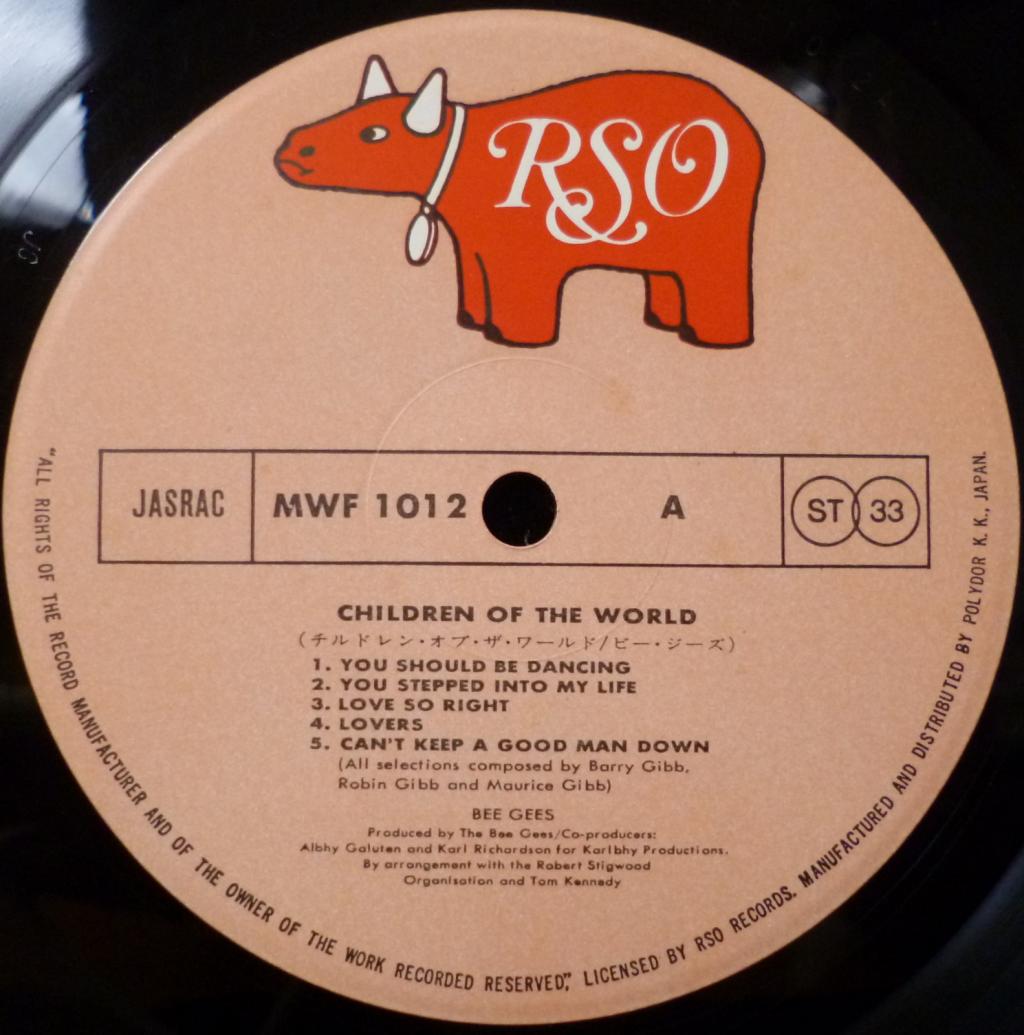 RSO
JASRAC
MWF 1012
A
ST 33
CHILDREN OF THE WORLD
(チルドレン・オブ・ザ・ワールド/ビー・ジーズ)
1. YOU SHOULD BE DANCING
2. YOU STEPPED INTO MY LIFE
3. LOVE SO RIGHT
4. LOVERS
5. CAN'T KEEP A GOOD MAN DOWN
(All selections composed by Barry Gibb,
Robin Gibb and Maurice Gibb)
BEE GEES
Produced by The Bee Gees/Co-producers:
Albhy Galuten and Karl Richardson for Karlbhy Productions.
By arrangement with the Robert Stigwood
Organisation and Tom Kennedy
"ALL RIGHTS OF THE RECORD MANUFACTURER AND OF THE OWNER OF THE WORK RECORDED RESERVED," LICENSED BY RSO RECORDS. MANUFACTURED AND DISTRIBUTED BY POLYDOR K. K., JAPAN.